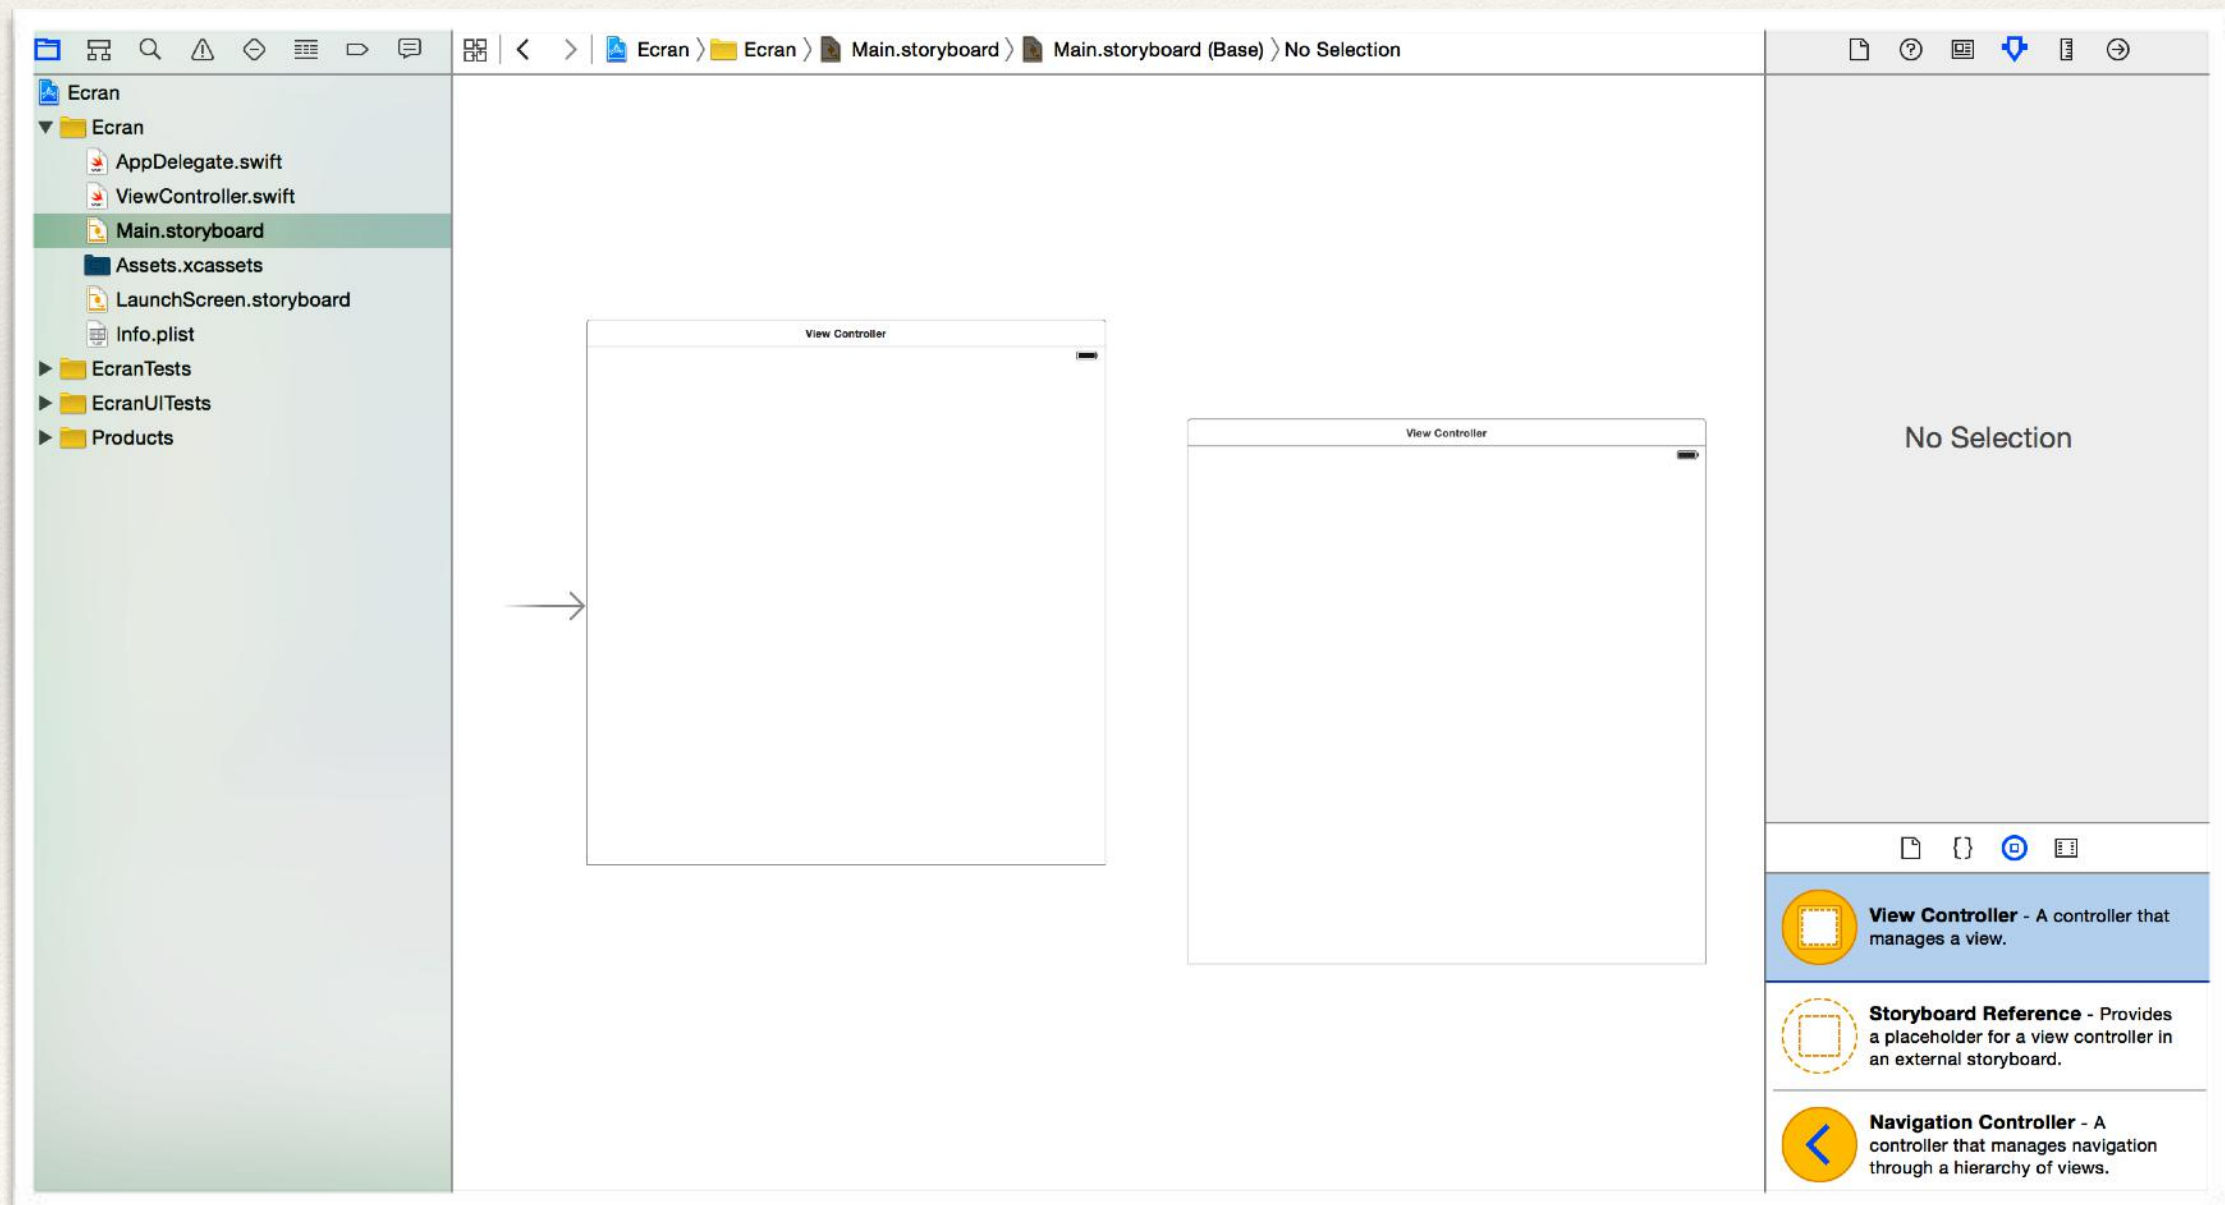 Ecran
Ecran
Main.storyboard
Main.storyboard (Base)
No Selection
Ecran
Ecran
AppDelegate.swift
ViewController.swift
Main.storyboard
Assets.xcassets
LaunchScreen.storyboard
Info.plist
EcranTests
EcranUITests
Products
View Controller
View Controller
No Selection
View Controller - A controller that
manages a view.
Storyboard Reference - Provides
a placeholder for a view controller in
an external storyboard.
Navigation Controller - A
controller that manages navigation
through a hierarchy of views.